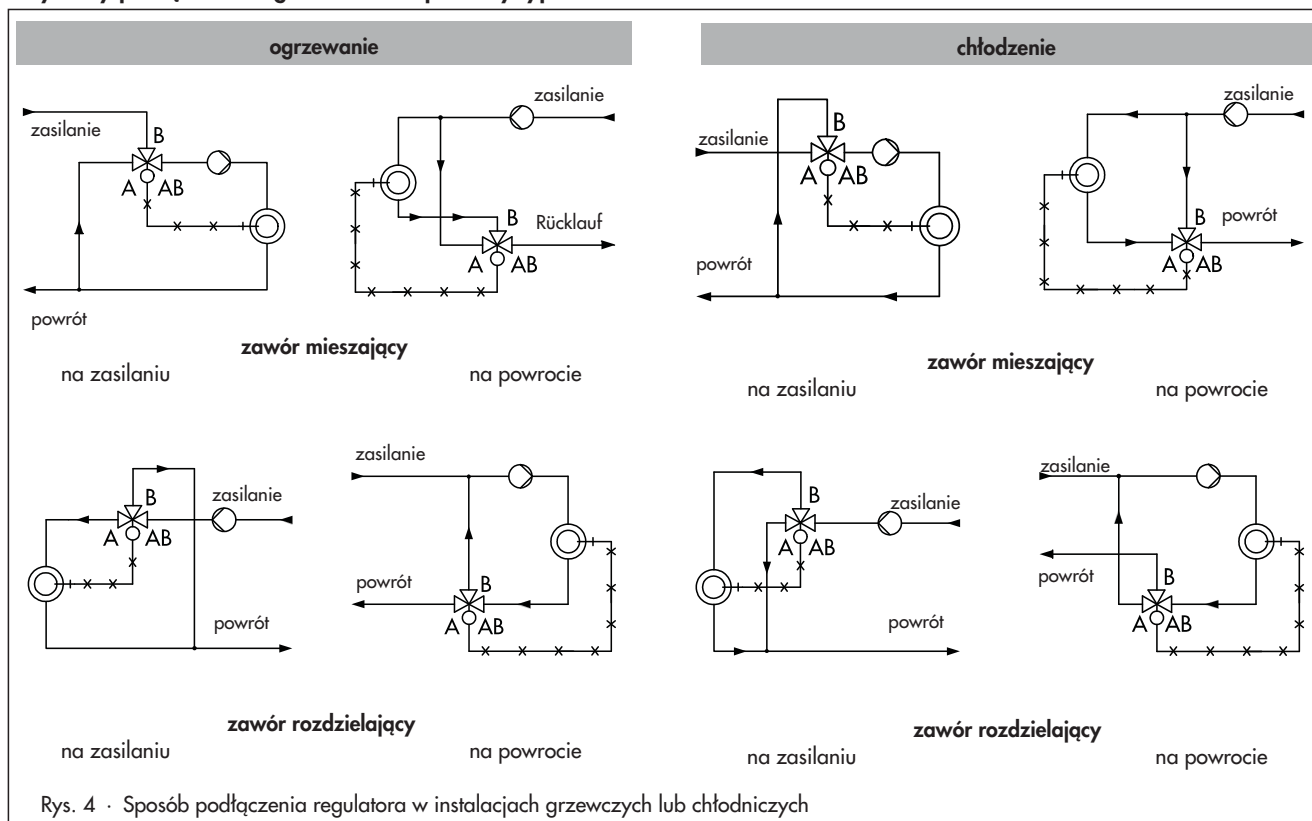 ogrzewanie
zasilanie
B
A AB
powrót
zasilanie
B
A AB
Rücklauf
zawór mieszający
na zasilaniu
na powrocie
zasilanie
B
A AB
powrót
zasilanie
B
A AB
powrót
zawór rozdzielający
na zasilaniu
na powrocie
chłodzenie
zasilanie
B
A AB
powrót
zasilanie
B
A AB
powrót
zawór mieszający
na zasilaniu
na powrocie
zasilanie
B
A AB
powrót
zasilanie
B
A AB
powrót
zawór rozdzielający
na zasilaniu
na powrocie
Rys. 4 · Sposób podłączenia regulatora w instalacjach grzewczych lub chłodniczych